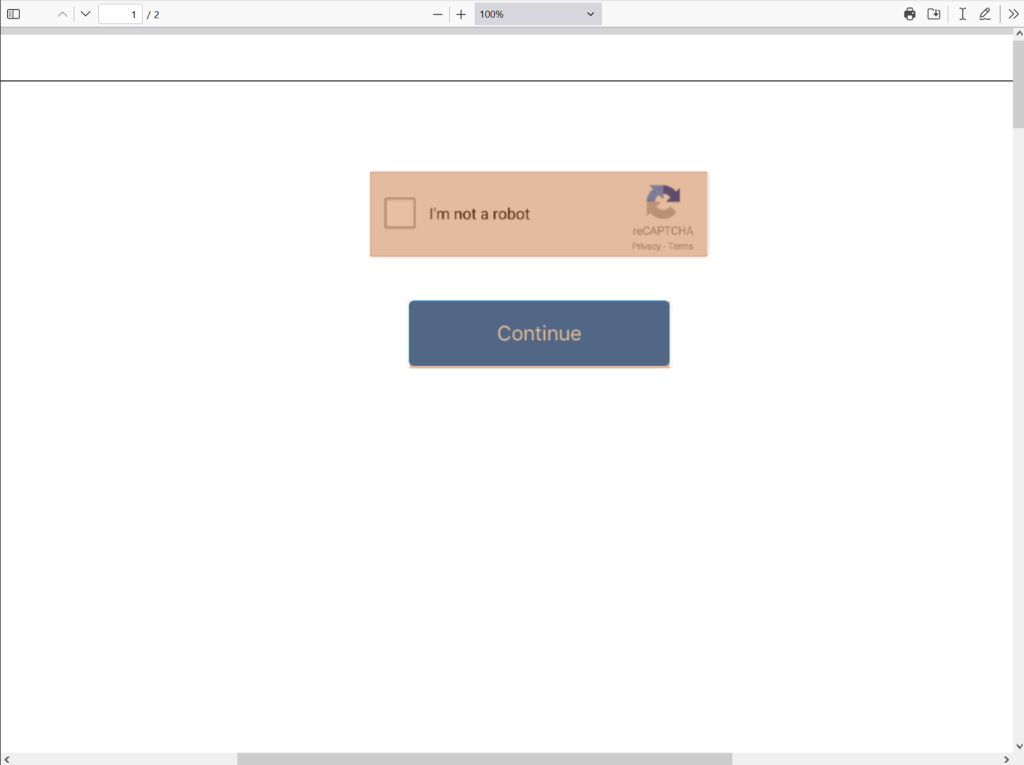 1 / 2
100%
I'm not a robot
reCAPTCHA
Privacy - Terms
Continue